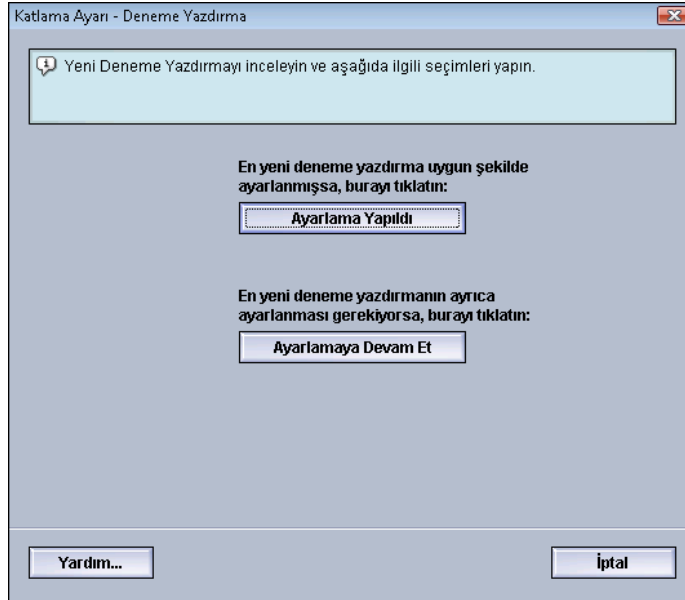 Katlama Ayarı - Deneme Yazdırma
Yeni Deneme Yazdırmayı inceleyin ve aşağıda ilgili seçimleri yapın.
En yeni deneme yazdırma uygun şekilde
ayarlanmışsa, burayı tıklatın:
Ayarlama Yapıldı
En yeni deneme yazdırmanın ayrıca
ayarlanması gerekiyorsa, burayı tıklatın:
Ayarlamaya Devam Et
Yardım...
İptal